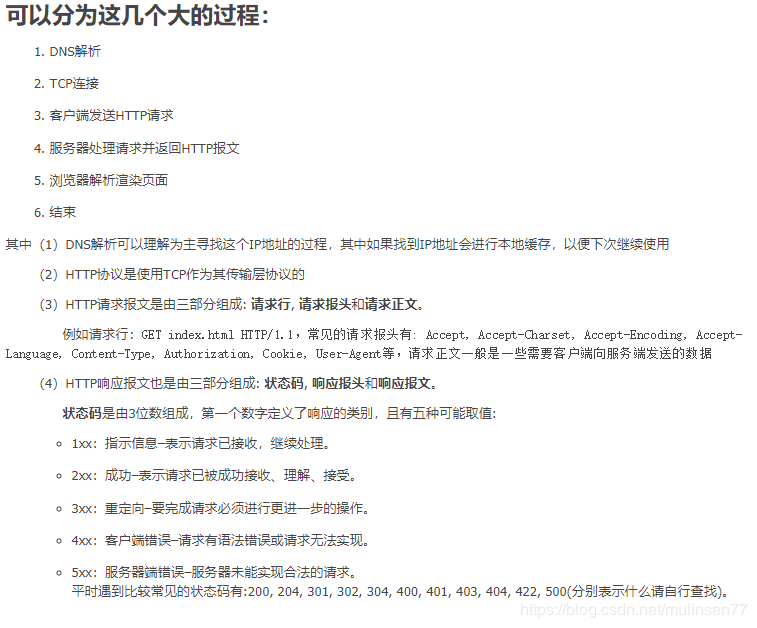 可以分为这几个大的过程：
1. DNS解析
2. TCP连接
3. 客户端发送HTTP请求
4. 服务器处理请求并返回HTTP报文
5. 浏览器解析渲染页面
6. 结束
其中（1）DNS解析可以理解为主寻找这个IP地址的过程，其中如果找到IP地址会进行本地缓存，以便下次继续使用
（2）HTTP协议是使用TCP作为其传输层协议的
（3）HTTP请求报文是由三部分组成: 请求行, 请求报头和请求正文。
例如请求行：GET index.html HTTP/1.1，常见的请求报头有: Accept, Accept-Charset, Accept-Encoding, Accept-
Language, Content-Type, Authorization, Cookie, User-Agent等，请求正文一般是一些需要客户端向服务端发送的数据
（4）HTTP响应报文也是由三部分组成: 状态码, 响应报头和响应报文。
状态码是由3位数组成，第一个数字定义了响应的类别，且有五种可能取值:
1xx：指示信息–表示请求已接收，继续处理。
2xx：成功–表示请求已被成功接收、理解、接受。
3xx：重定向–要完成请求必须进行更进一步的操作。
4xx：客户端错误–请求有语法错误或请求无法实现。
5xx：服务器端错误–服务器未能实现合法的请求。
平时遇到比较常见的状态码有:200, 204, 301, 302, 304, 400, 401, 403, 404, 422, 500(分别表示什么请自行查找)。
https://blog.csdn.net/mulinsen77